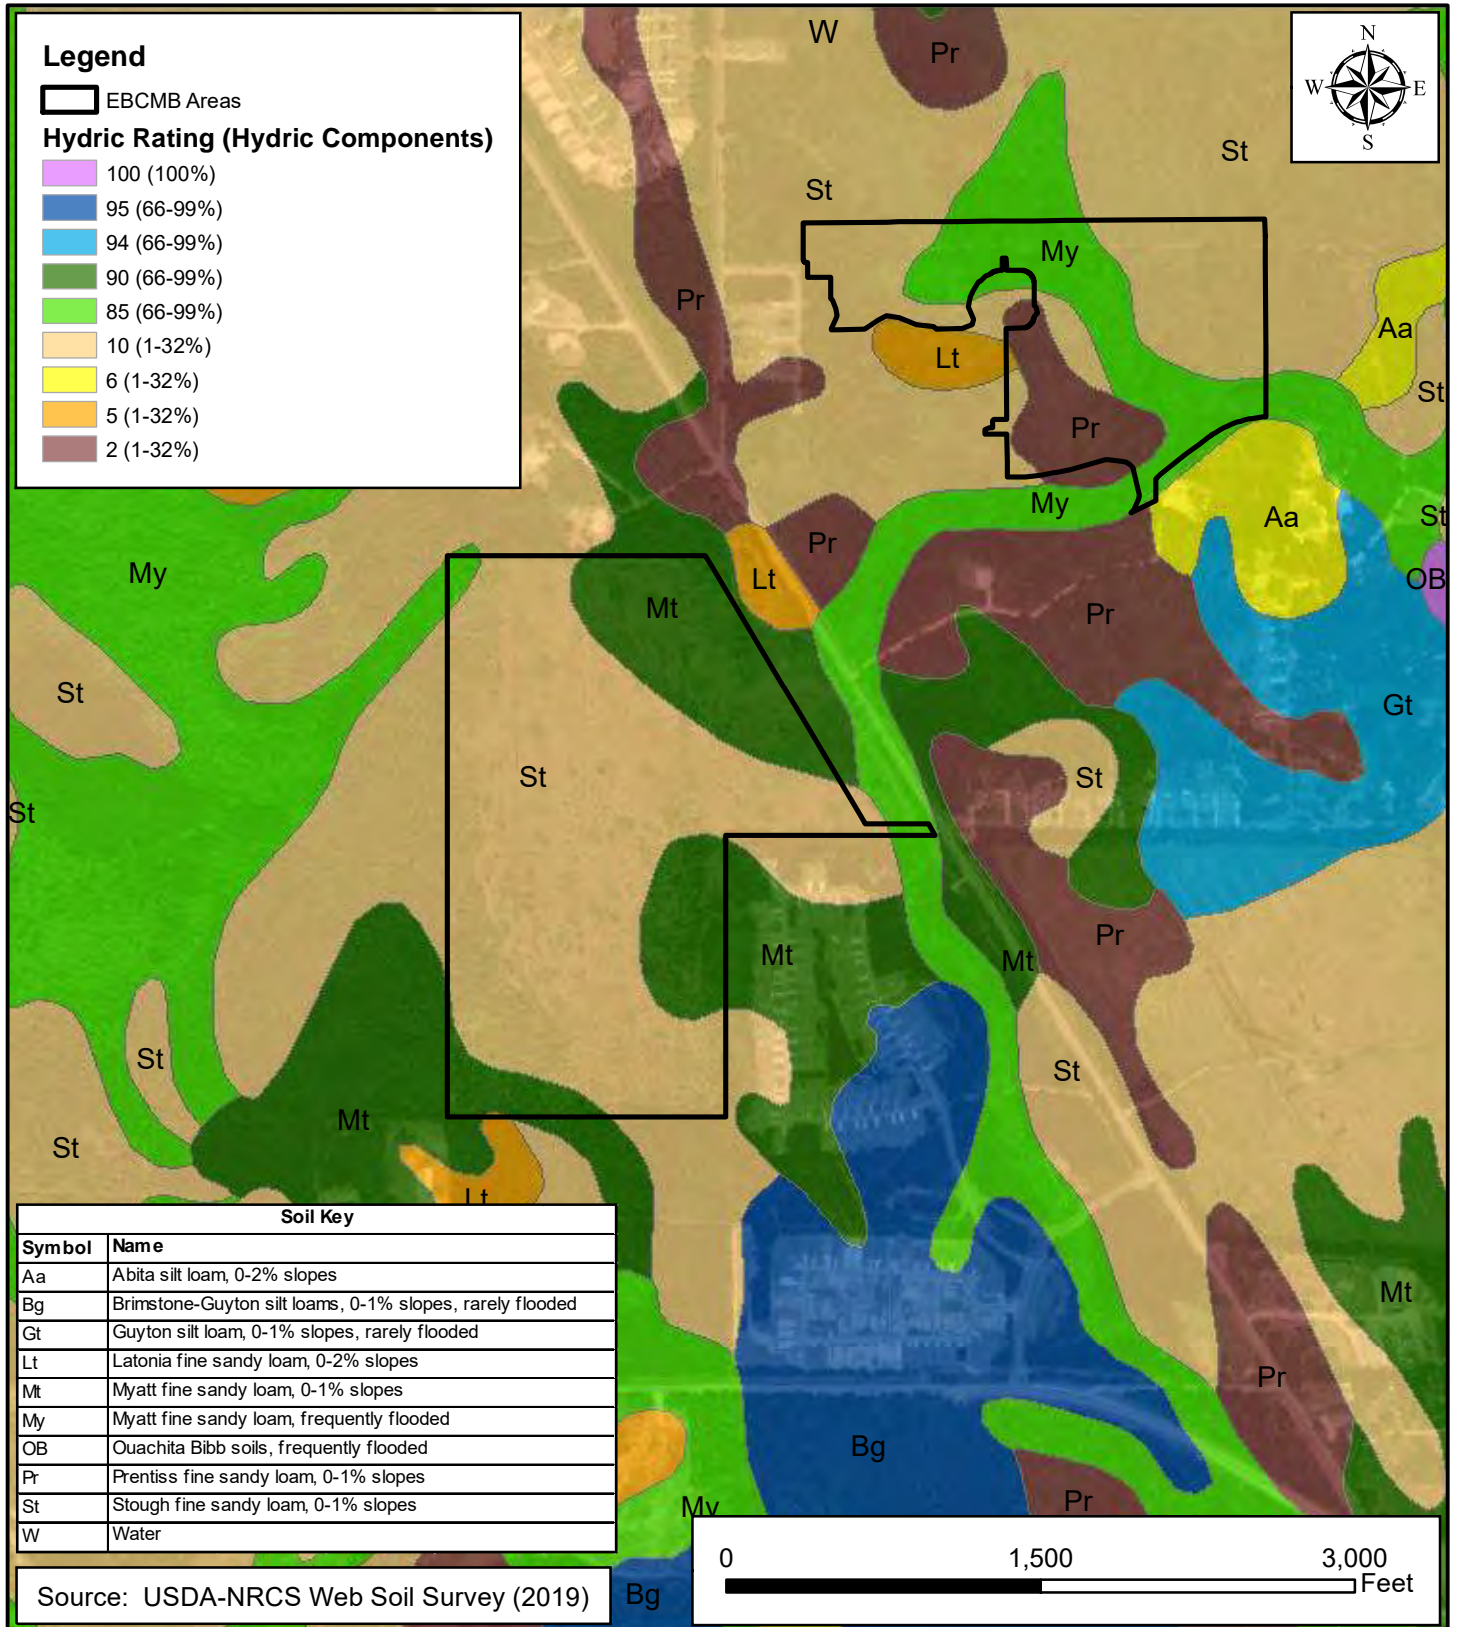 Legend
EBCMB Areas
Hydric Rating (Hydric Components)
100 (100%)
95 (66-99%)
94 (66-99%)
90 (66-99%)
85 (66-99%)
10 (1-32%)
6 (1-32%)
5 (1-32%)
2 (1-32%)
N
W E
S
W
Pr
St
St
My
Pr
Aa
Lt
St
Pr
My
Aa
St
Pr
My
Lt
OB
Mt
Pr
St
Gt
St
St
St
Pr
Mt
Mt
St
St
Mt
St
Lt
Mt
Pr
Bg
Pr
My
Bg
Soil Key
Symbol Name
Aa Abita silt loam, 0-2% slopes
Bg Brimstone-Guyton silt loams, 0-1% slopes, rarely flooded
Gt Guyton silt loam, 0-1% slopes, rarely flooded
Lt Latonia fine sandy loam, 0-2% slopes
Mt Myatt fine sandy loam, 0-1% slopes
My Myatt fine sandy loam, frequently flooded
OB Ouachita Bibb soils, frequently flooded
Pr Prentiss fine sandy loam, 0-1% slopes
St Stough fine sandy loam, 0-1% slopes
W Water
Source: USDA-NRCS Web Soil Survey (2019)
0 1,500 3,000
Feet